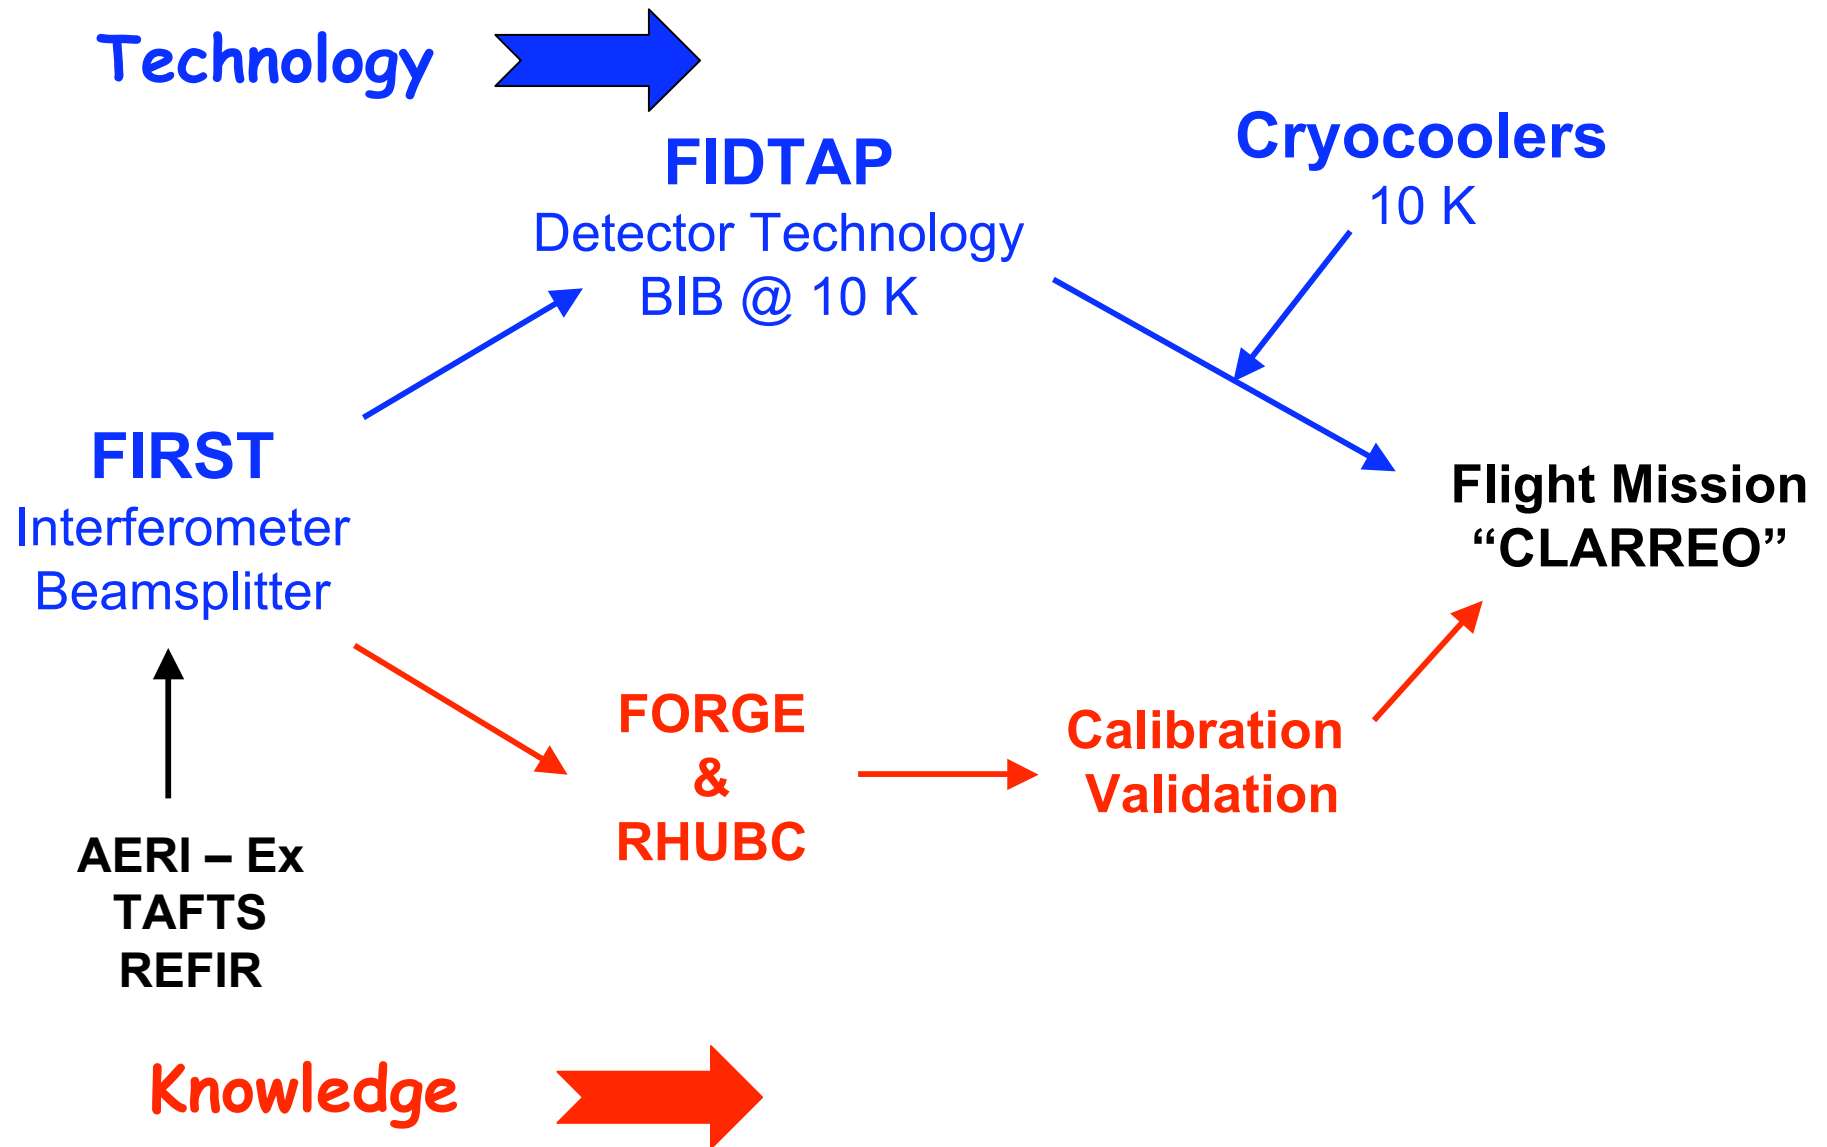 Technology
FIDTAP
Detector Technology
BIB @ 10 K
Cryocoolers
10 K
FIRST
Interferometer
Beamsplitter
Flight Mission
“CLARREO”
FORGE
&
RHUBC
Calibration
Validation
AERI – Ex
TAFTS
REFIR
Knowledge